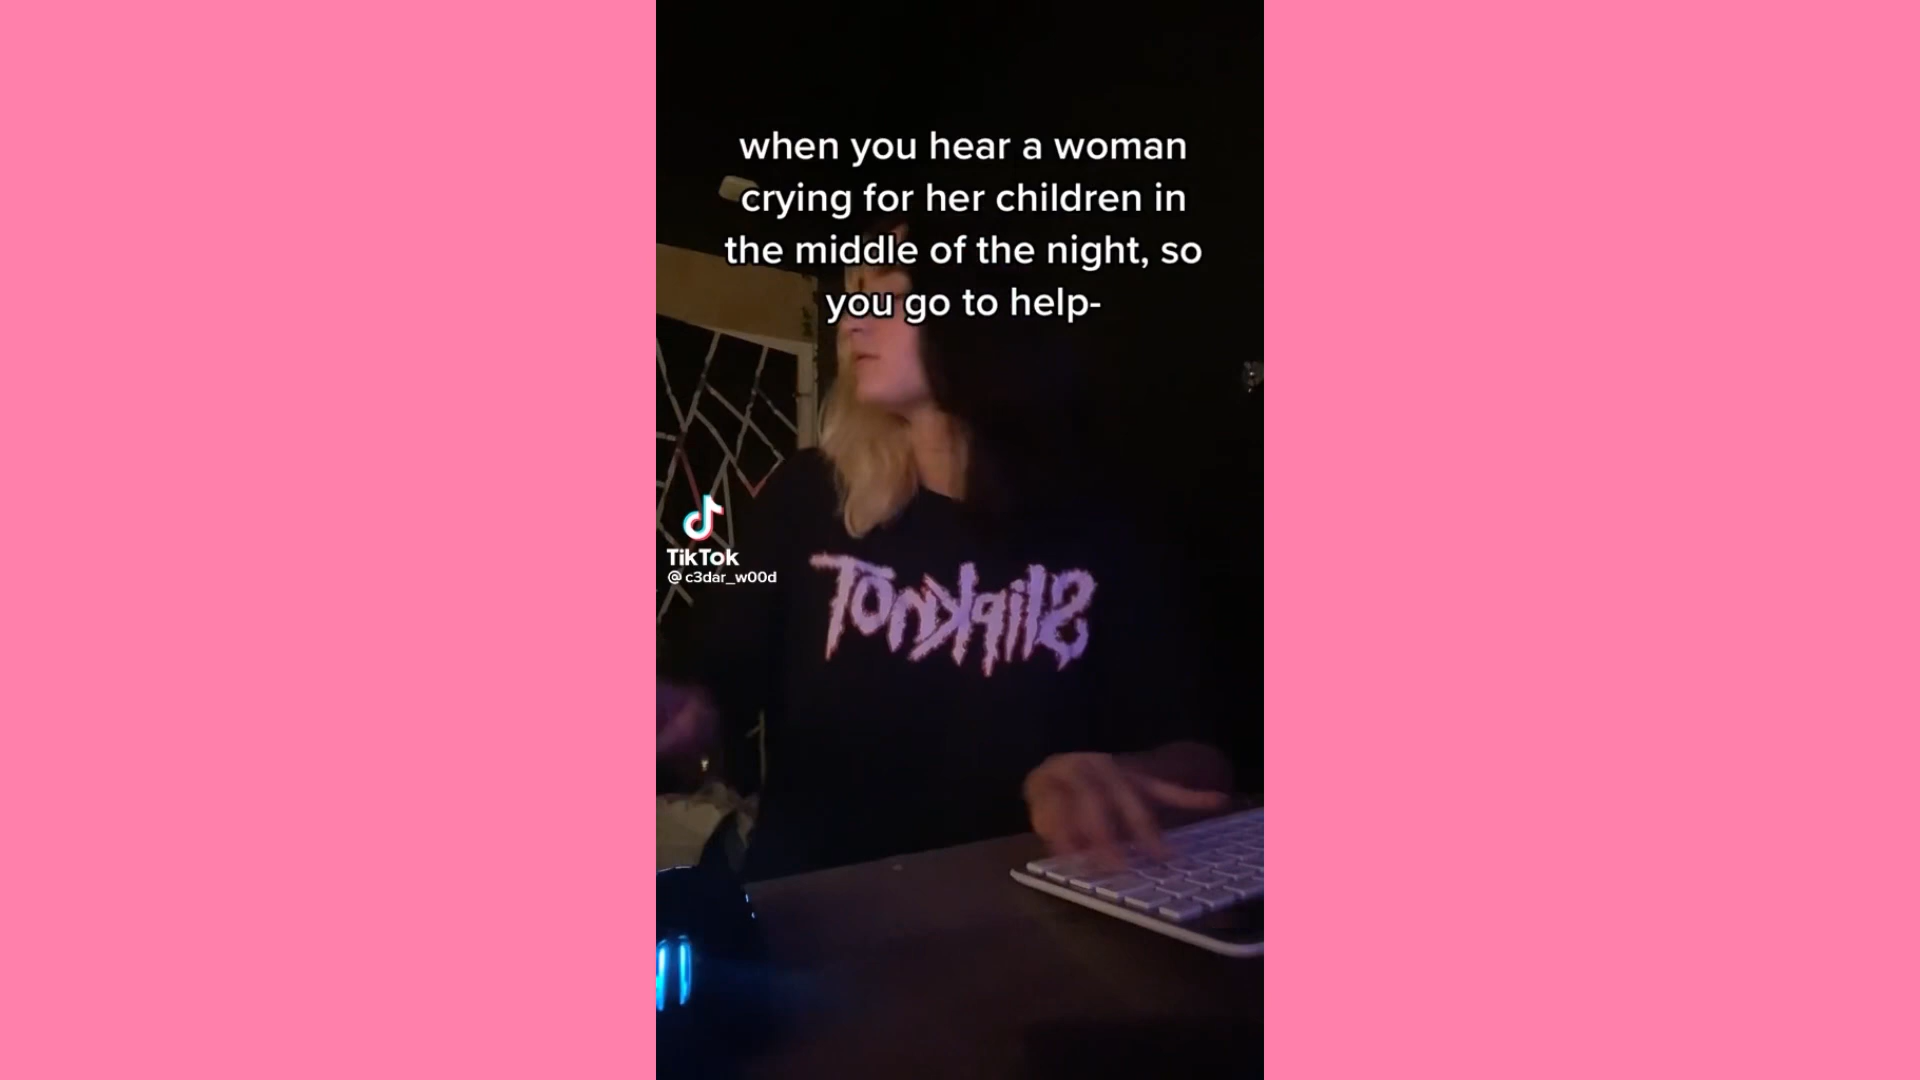 when you hear a woman
crying for her children in
the middle of the night, so
you go to help-
TikTok
@c3dar_w00d
Slipknot